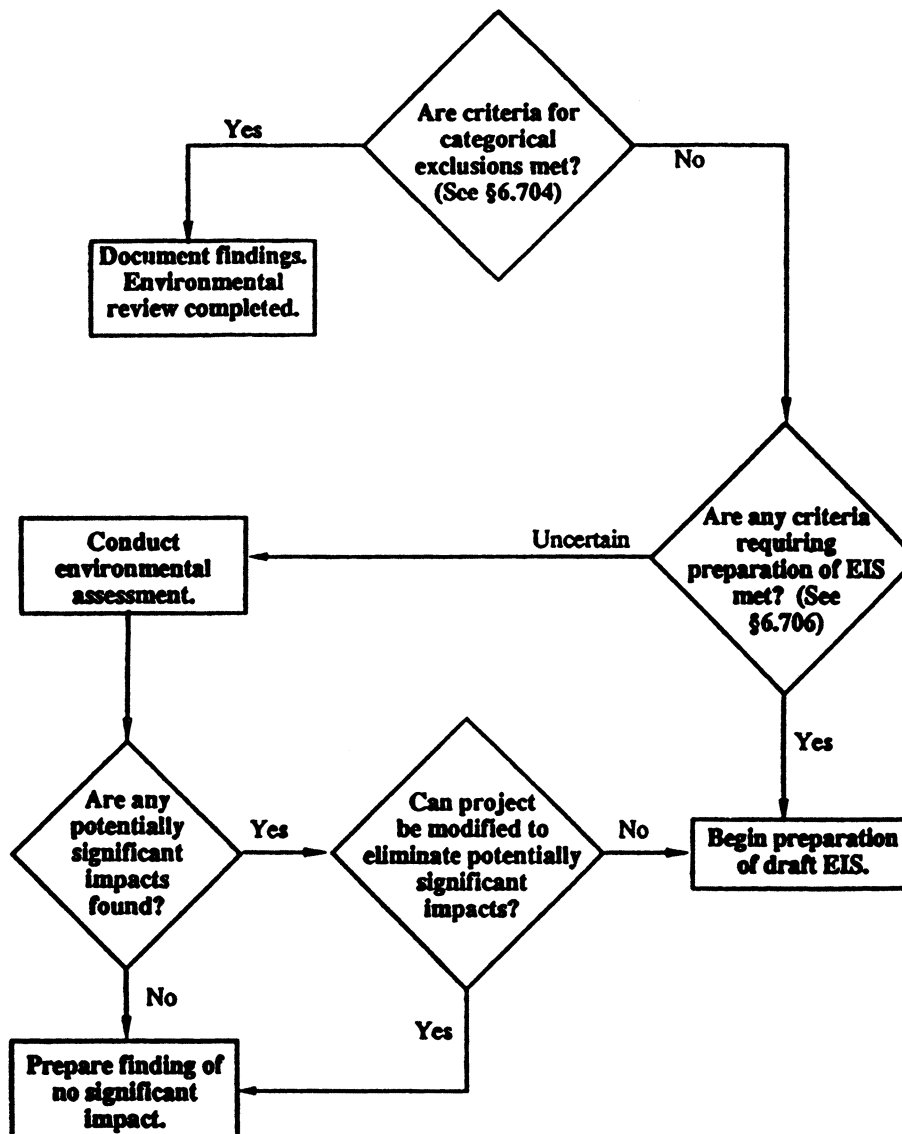 Are criteria for
categorical
exclusions met?
(See §6.704)
Yes
No
Document findings.
Environmental
review completed.
Are any criteria
requiring
preparation of EIS
met? (See
§6.706)
Uncertain
Conduct
environmental
assessment.
Yes
Are any
potentially
significant
impacts
found?
Yes
Can project
be modified to
eliminate potentially
significant
impacts?
No
Begin preparation
of draft EIS.
No
Yes
Prepare finding of
no significant
impact.